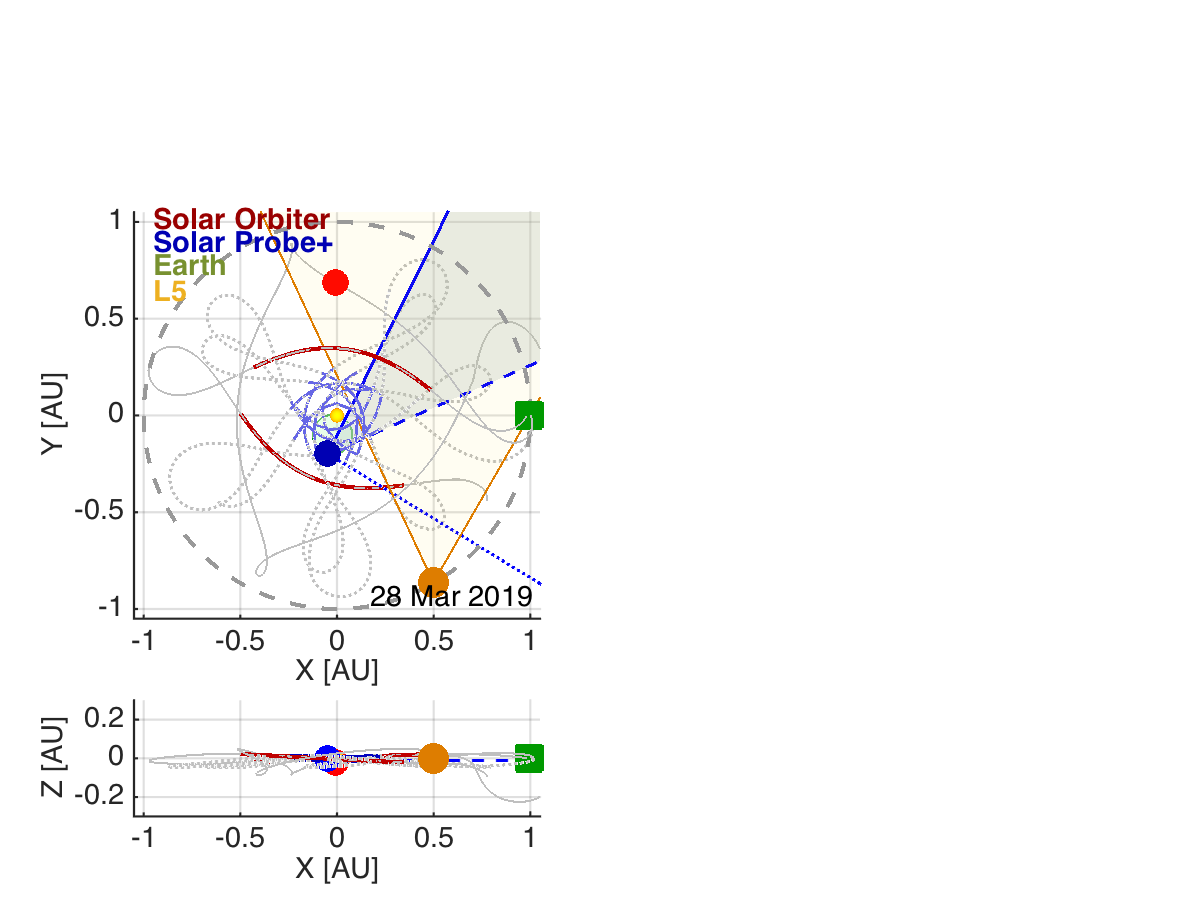 Solar Orbiter
Solar Probe+
Earth
L5
1
0.5
0
-0.5
-1
Y [AU]
28 Mar 2019
-1 -0.5 0 0.5 1
X [AU]
0.2
0
-0.2
Z [AU]
-1 -0.5 0 0.5 1
X [AU]